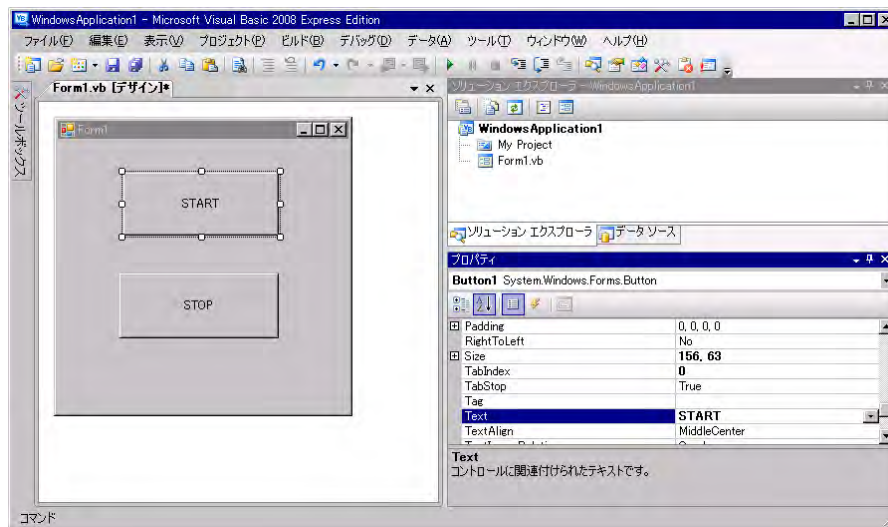 WindowsApplication1 - Microsoft Visual Basic 2008 Express Edition
ファイル(F) 編集(E) 表示(V) プロジェクト(P) ビルド(B) デバッグ(D) データ(A) ツール(T) ウィンドウ(W) ヘルプ(H)
ツールボックス
Form1.vb [デザイン]*
Form1
START
STOP
ソリューション エクスプローラ - WindowsApplication1
WindowsApplication1
My Project
Form1.vb
ソリューション エクスプローラ データ ソース
プロパティ
Button1 System.Windows.Forms.Button
Padding 0, 0, 0, 0
RightToLeft No
Size 156, 63
TabIndex 0
TabStop True
Tag
Text START
TextAlign MiddleCenter
Text
コントロールに関連付けられたテキストです。
コマンド